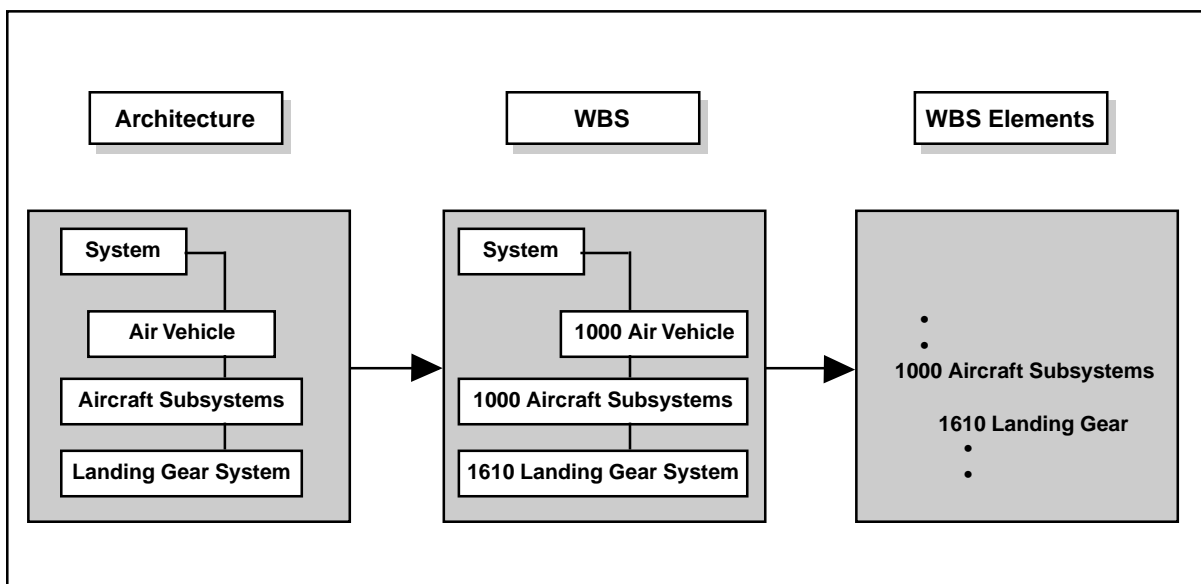 Architecture
WBS
WBS Elements
System
Air Vehicle
Aircraft Subsystems
Landing Gear System
System
1000 Air Vehicle
1000 Aircraft Subsystems
1610 Landing Gear System
•
•
1000 Aircraft Subsystems
1610 Landing Gear
•
•